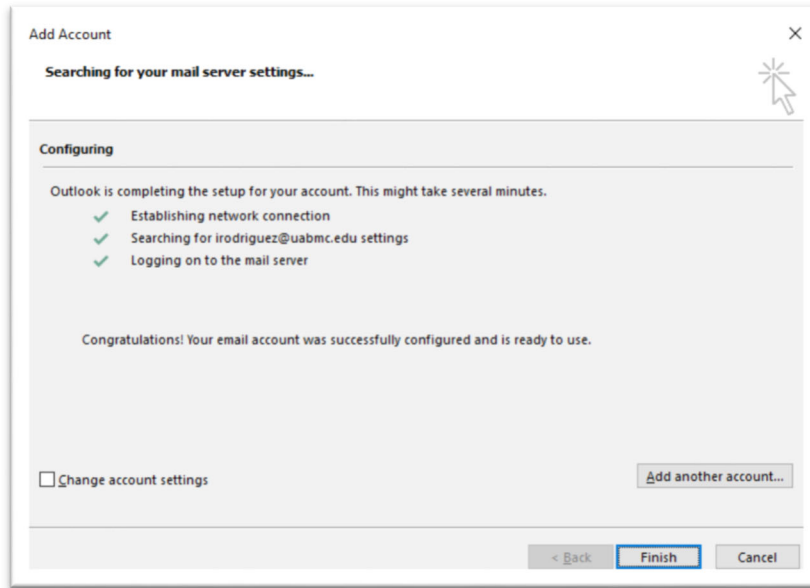 Add Account
Searching for your mail server settings...
Configuring
Outlook is completing the setup for your account. This might take several minutes.
Establishing network connection
Searching for irodriguez@uabmc.edu settings
Logging on to the mail server
Congratulations! Your email account was successfully configured and is ready to use.
Change account settings
Add another account...
< Back Finish Cancel